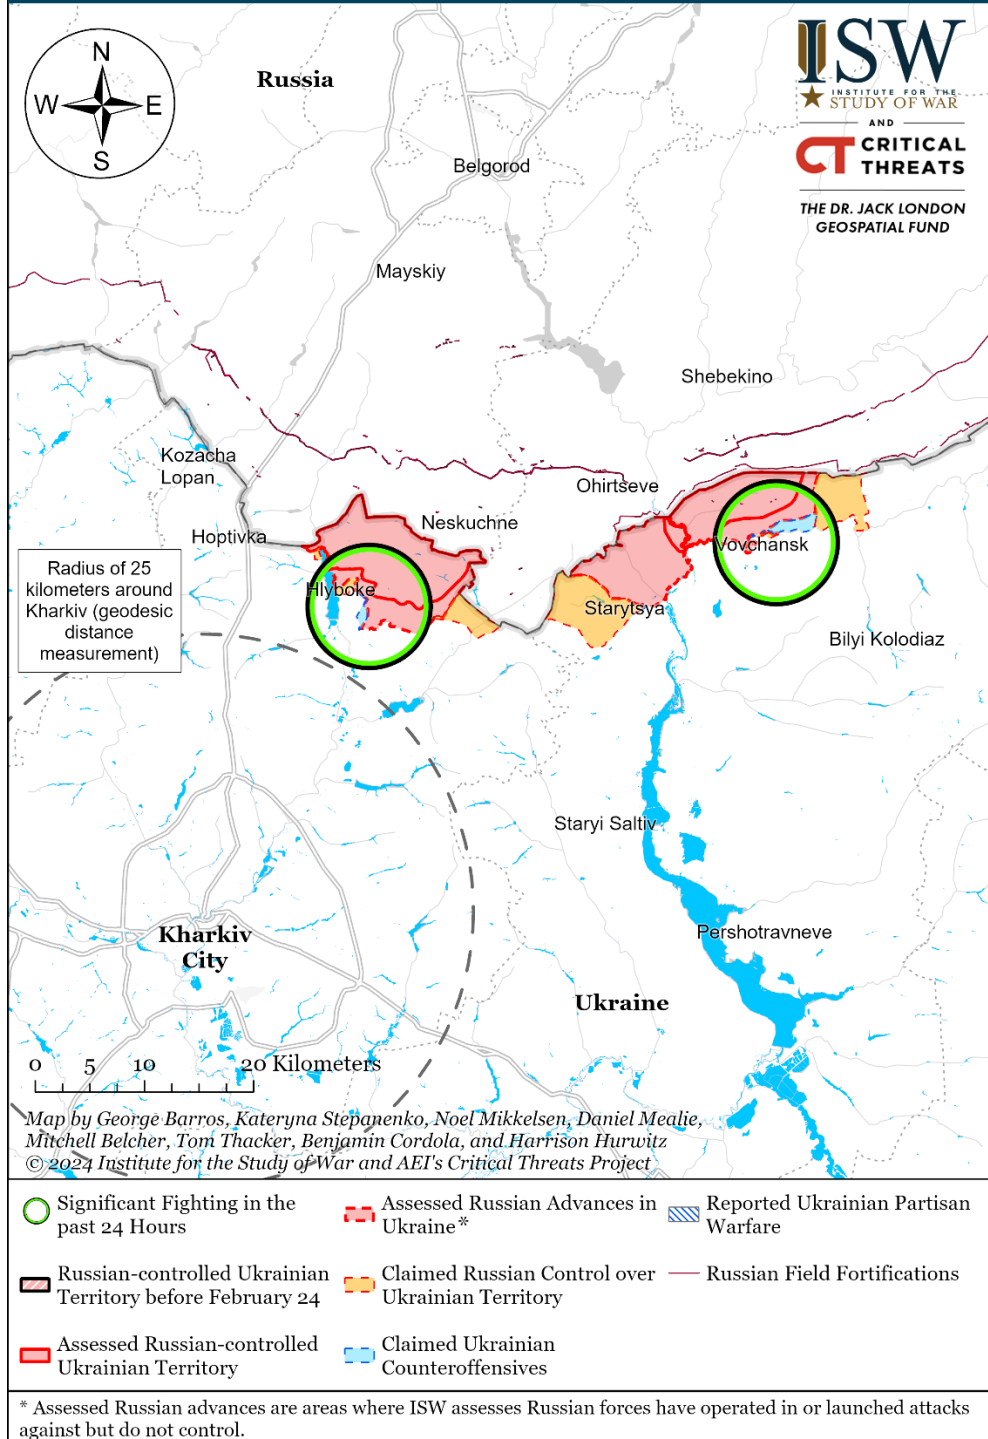 N
W E
S
Russia
ISW
INSTITUTE FOR THE
STUDY OF WAR
AND
CT CRITICAL
THREATS
THE DR. JACK LONDON
GEOSPATIAL FUND
Belgorod
Mayskiy
Shebekino
Kozacha
Lopan
Ohirtseve
Neskuchne
Hoptivka
Vovchansk
Radius of 25
kilometers around
Kharkiv (geodesic
distance
measurement)
Hlyboke
Starytsya
Bilyi Kolodiaz
Staryi Saltiv
Pershotravneve
Kharkiv
City
Ukraine
0 5 10 20 Kilometers
Map by George Barros, Kateryna Stepanenko, Noel Mikkelsen, Daniel Mealie,
Mitchell Belcher, Tom Thacker, Benjamin Cordola, and Harrison Hurwitz
© 2024 Institute for the Study of War and AEI's Critical Threats Project
Significant Fighting in the
past 24 Hours
Assessed Russian Advances in
Ukraine*
Reported Ukrainian Partisan
Warfare
Russian-controlled Ukrainian
Territory before February 24
Claimed Russian Control over
Ukrainian Territory
Russian Field Fortifications
Assessed Russian-controlled
Ukrainian Territory
Claimed Ukrainian
Counteroffensives
* Assessed Russian advances are areas where ISW assesses Russian forces have operated in or launched attacks
against but do not control.